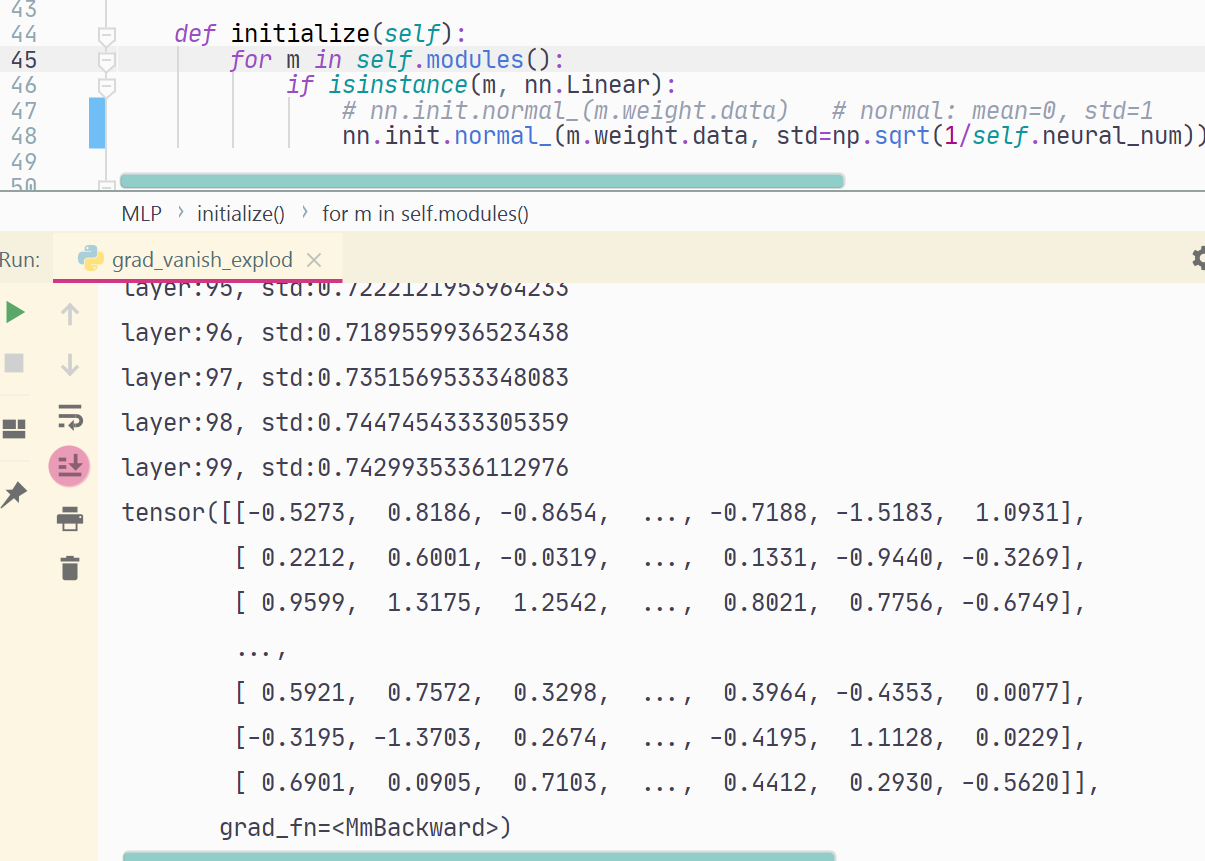 43
44 def initialize(self):
45 for m in self.modules():
46 if isinstance(m, nn.Linear):
47 # nn.init.normal_(m.weight.data) # normal: mean=0, std=1
48 nn.init.normal_(m.weight.data, std=np.sqrt(1/self.neural_num))
49
50
MLP > initialize() > for m in self.modules()
Run: grad_vanish_explod
layer:95, std:0.7222121953964233
layer:96, std:0.7189559936523438
layer:97, std:0.7351569533348083
layer:98, std:0.7447454333305359
layer:99, std:0.7429935336112976
tensor([[-0.5273, 0.8186, -0.8654, ..., -0.7188, -1.5183, 1.0931],
[ 0.2212, 0.6001, -0.0319, ..., 0.1331, -0.9440, -0.3269],
[ 0.9599, 1.3175, 1.2542, ..., 0.8021, 0.7756, -0.6749],
...,
[ 0.5921, 0.7572, 0.3298, ..., 0.3964, -0.4353, 0.0077],
[-0.3195, -1.3703, 0.2674, ..., -0.4195, 1.1128, 0.0229],
[ 0.6901, 0.0905, 0.7103, ..., 0.4412, 0.2930, -0.5620]],
grad_fn=<MmBackward>)